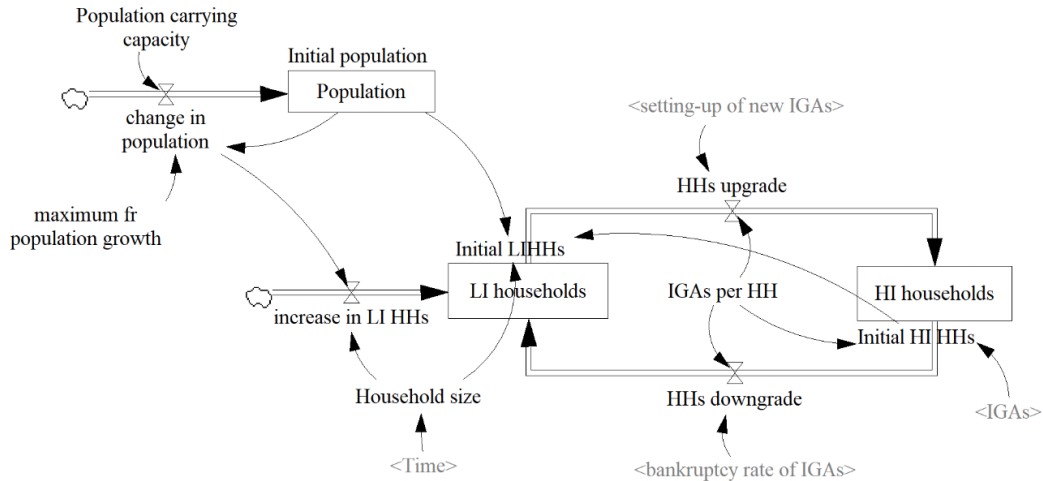 Population carrying
capacity
Initial population
Population
change in
population
<setting-up of new IGAs>
HHs upgrade
maximum fr
population growth
Initial LIHHs
LI households
IGAs per HH
HI households
increase in LI HHs
Initial HI HHs
Household size
HHs downgrade
<IGAs>
<Time>
<bankruptcy rate of IGAs>